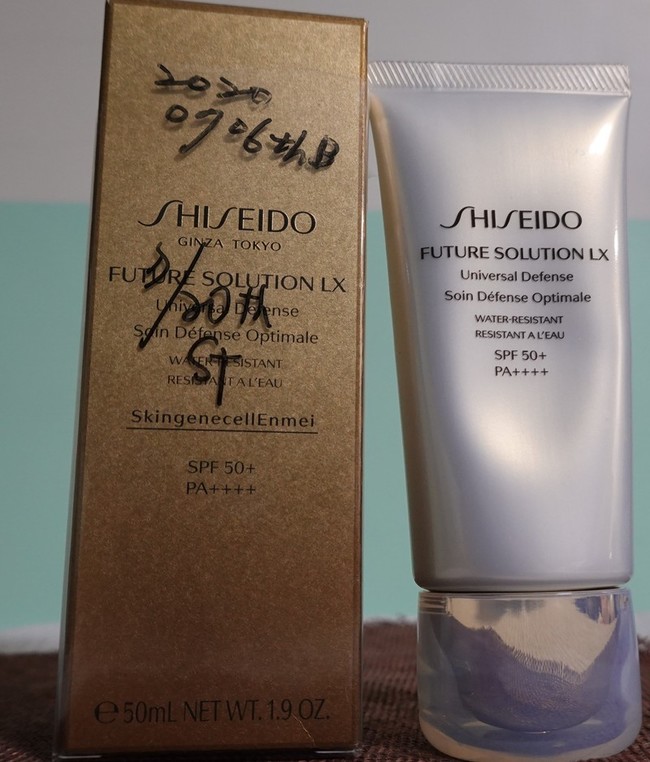 2020
SHISEIDO
GINZA TOKYO
FUTURE SOLUTION LX
Universal Defense
Soin Défense Optimale
WATER-RESISTANT
RESISTANT A L'EAU
SkingenecellEnmei
SPF 50+
PA++++
℮50mL NET WT. 1.9 OZ.
SHISEIDO
FUTURE SOLUTION LX
Universal Defense
Soin Défense Optimale
WATER-RESISTANT
RESISTANT A L'EAU
SPF 50+
PA++++